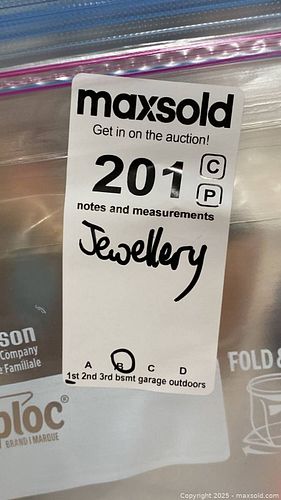 maxsold
Get in on the auction!
201 C
P
notes and measurements
Jewellery
A B C D
1st 2nd 3rd bsmt garage outdoors
son
Company
e Familiale
ploc®
BRAND | MARQUE
FOLD &
Copyright 2025 - maxsold.com